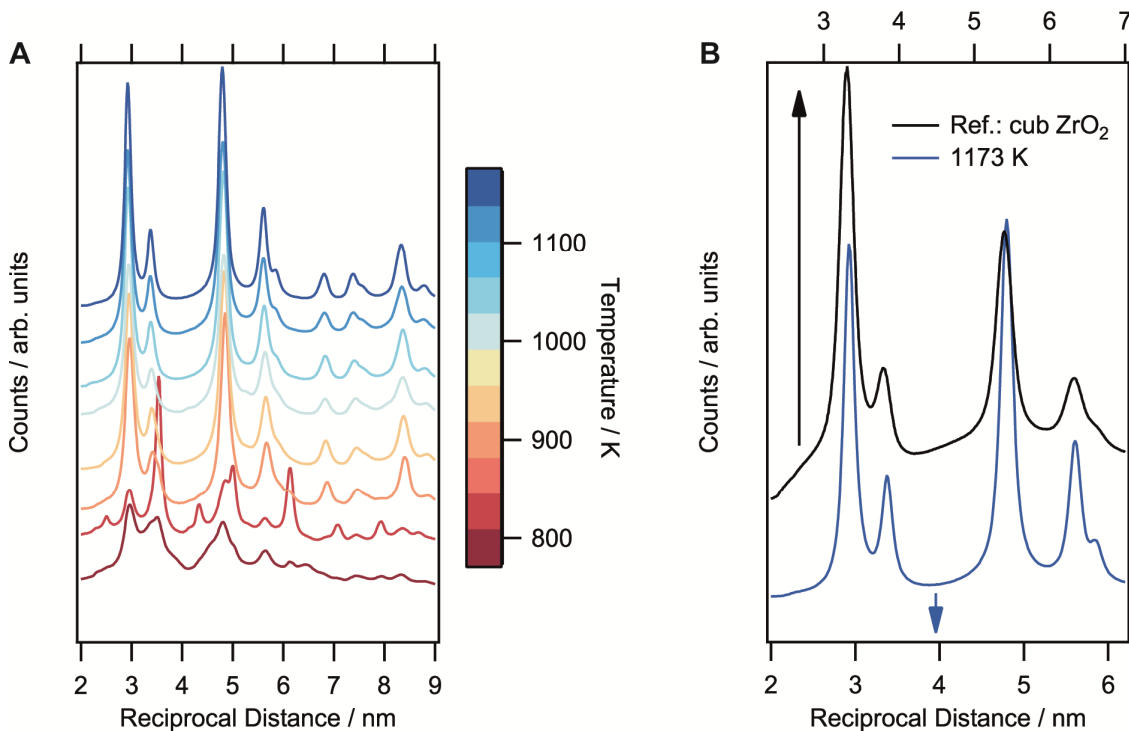 A
Counts / arb. units
2 3 4 5 6 7 8 9
Reciprocal Distance / nm
1100
1000
900
800
Temperature / K
B
3 4 5 6 7
Ref.: cub ZrO₂
1173 K
Counts / arb. units
2 3 4 5 6
Reciprocal Distance / nm